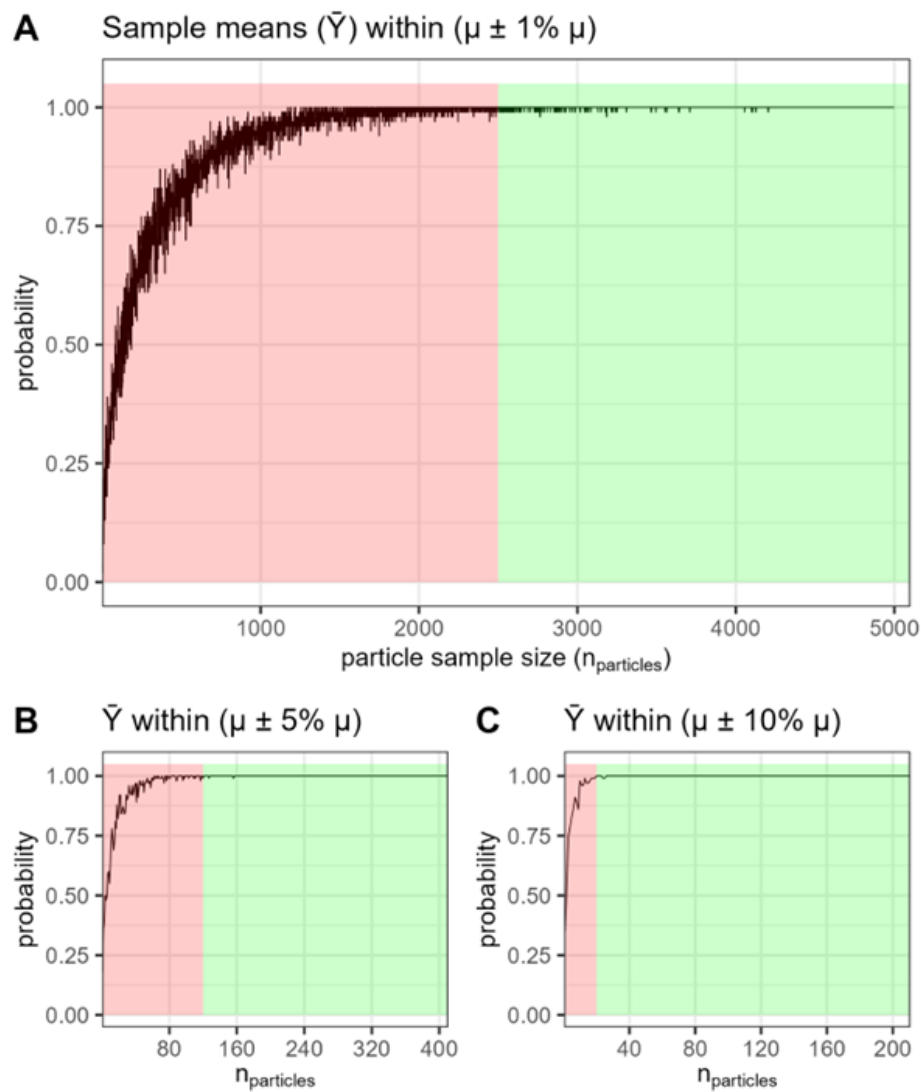 A Sample means (Ȳ) within (μ ± 1% μ)
1.00
0.75
0.50
0.25
0.00
probability
1000 2000 3000 4000 5000
particle sample size (nparticles)
B Ȳ within (μ ± 5% μ)
1.00
0.75
0.50
0.25
0.00
probability
80 160 240 320 400
nparticles
C Ȳ within (μ ± 10% μ)
1.00
0.75
0.50
0.25
0.00
probability
40 80 120 160 200
nparticles